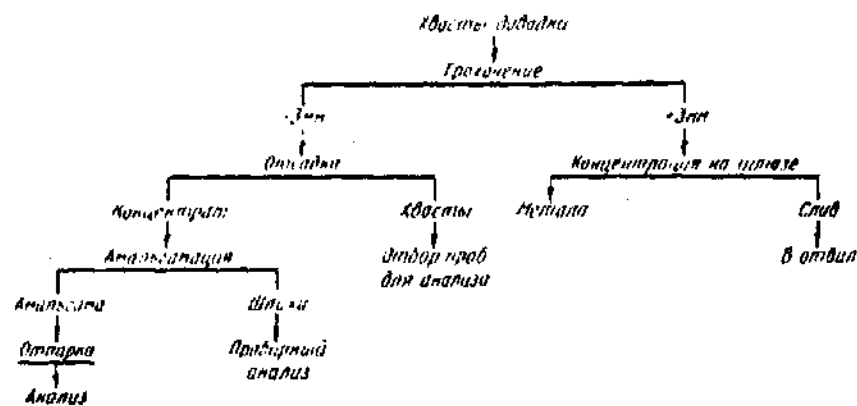 Хвосты доводки
Грохочение
-3мм
+3мм
Отсадка
Концентрация на шлюзе
Концентрат
Хвосты
Металл
Слив
Амальгамация
Отбор проб
для анализа
В отвал
Амальгама
Шлихи
Отпарка
Пробирный
анализ
Анализ